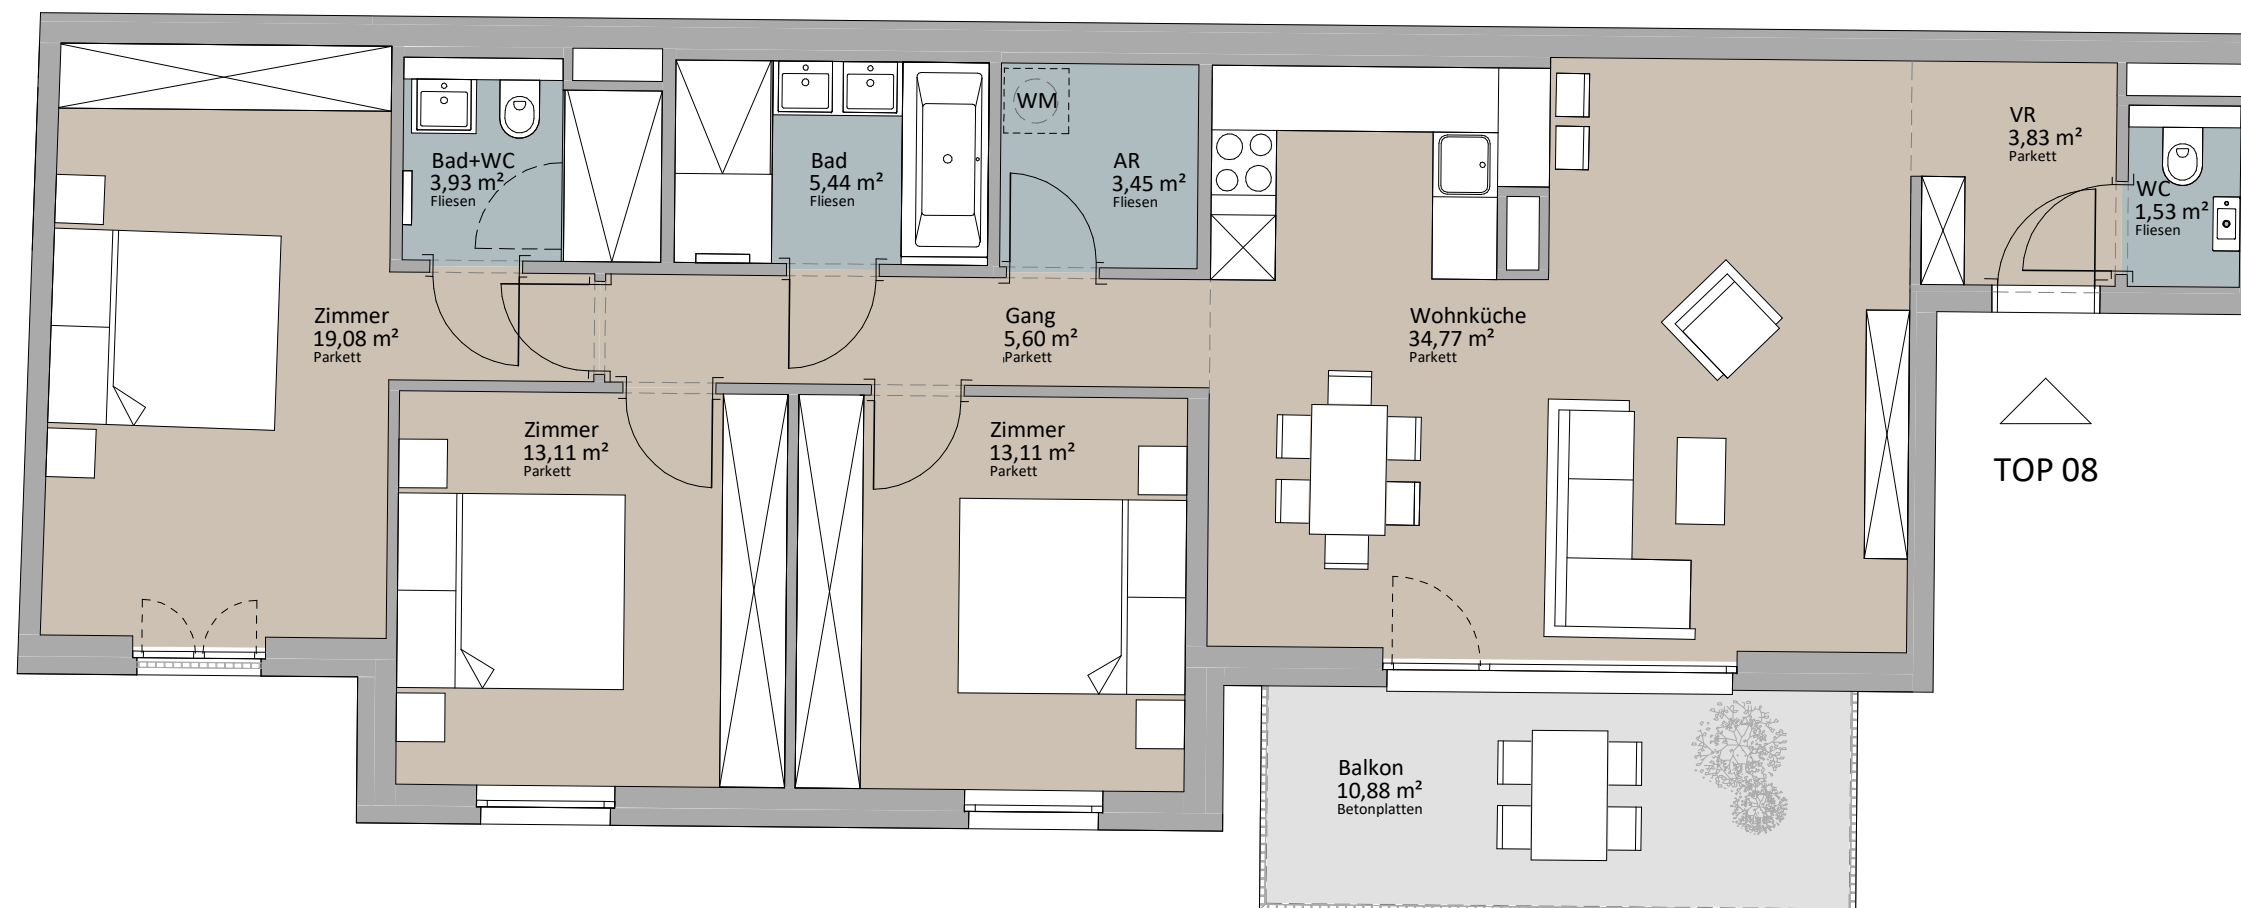 WM
VR
3,83 m²
Parkett
Bad+WC
3,93 m²
Fliesen
Bad
5,44 m²
Fliesen
AR
3,45 m²
Fliesen
WC
1,53 m²
Fliesen
Zimmer
19,08 m²
Parkett
Gang
5,60 m²
Parkett
Wohnküche
34,77 m²
Parkett
Zimmer
13,11 m²
Parkett
Zimmer
13,11 m²
Parkett
TOP 08
Balkon
10,88 m²
Betonplatten